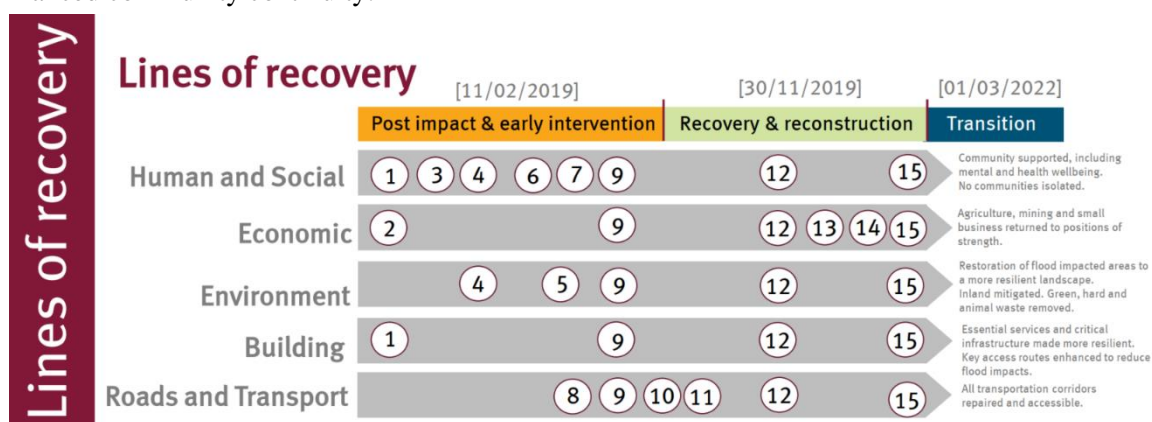 Lines of recovery
Lines of recovery
[11/02/2019] [30/11/2019] [01/03/2022]
Post impact & early intervention Recovery & reconstruction Transition
Human and Social 1 3 4 6 7 9 12 15
Community supported, including
mental and health wellbeing.
No communities isolated.
Economic 2 9 12 13 14 15
Agriculture, mining and small
business returned to positions of
strength.
Environment 4 5 9 12 15
Restoration of flood impacted areas to
a more resilient landscape.
Inland mitigated. Green, hard and
animal waste removed.
Building 1 9 12 15
Essential services and critical
infrastructure made more resilient.
Key access routes enhanced to reduce
flood impacts.
Roads and Transport 8 9 10 11 12 15
All transportation corridors
repaired and accessible.